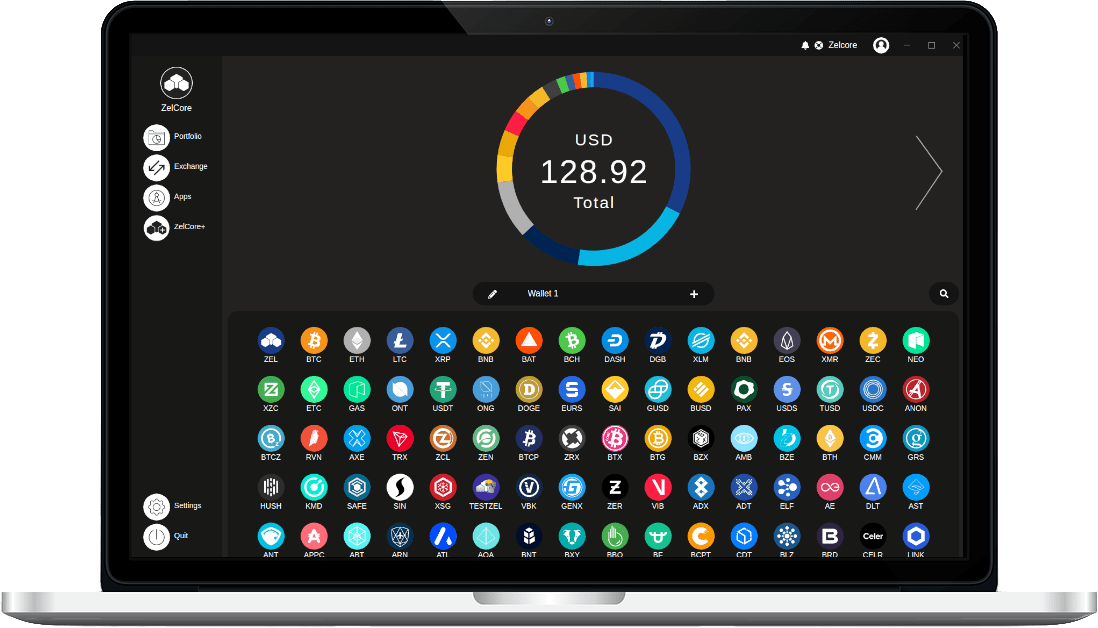 Zelcore
ZelCore
Portfolio
Exchange
Apps
ZelCore+
USD
128.92
Total
Wallet 1
ZEL BTC ETH LTC XRP BNB BAT BCH DASH DGB XLM BNB EOS XMR ZEC NEO
XZC ETC GAS ONT USDT ONG DOGE EURS SAI GUSD BUSD PAX USDS TUSD USDC ANON
BTCZ RVN AXE TRX ZCL ZEN BTCP ZRX BTX BTG BZX AMB BZE BTH CMM GRS
HUSH KMD SAFE SIN XSG TESTZEL VBK GENX ZER VIB ADX ADT ELF AE DLT AST
Celer
ANT APPC ABT ARN ATL AOA BNT BXY BBO BF BCPT CDT BLZ BRD CELR LINK
Settings
Quit